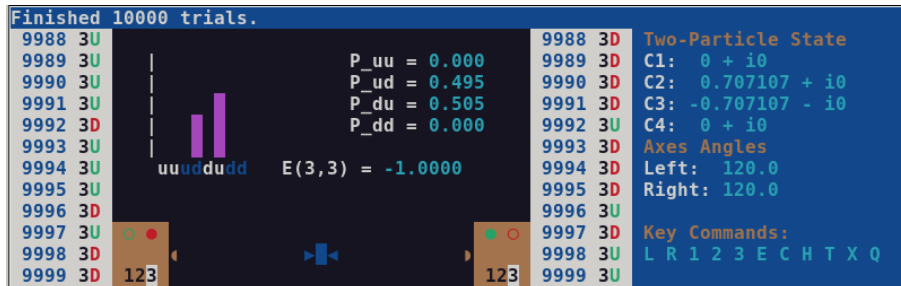 Finished 10000 trials.
9988 3U 9988 3D Two-Particle State
9989 3U | P_uu = 0.000 9989 3D C1: 0 + i0
9990 3U | P_ud = 0.495 9990 3D C2: 0.707107 + i0
9991 3U | P_du = 0.505 9991 3D C3: -0.707107 - i0
9992 3D | P_dd = 0.000 9992 3U C4: 0 + i0
9993 3U | 9993 3D Axes Angles
9994 3U uuuddudd E(3,3) = -1.0000 9994 3D Left: 120.0
9995 3U 9995 3D Right: 120.0
9996 3D 9996 3U
9997 3U 9997 3D Key Commands:
9998 3D 9998 3U L R 1 2 3 E C H T X Q
9999 3D 123 123 9999 3U